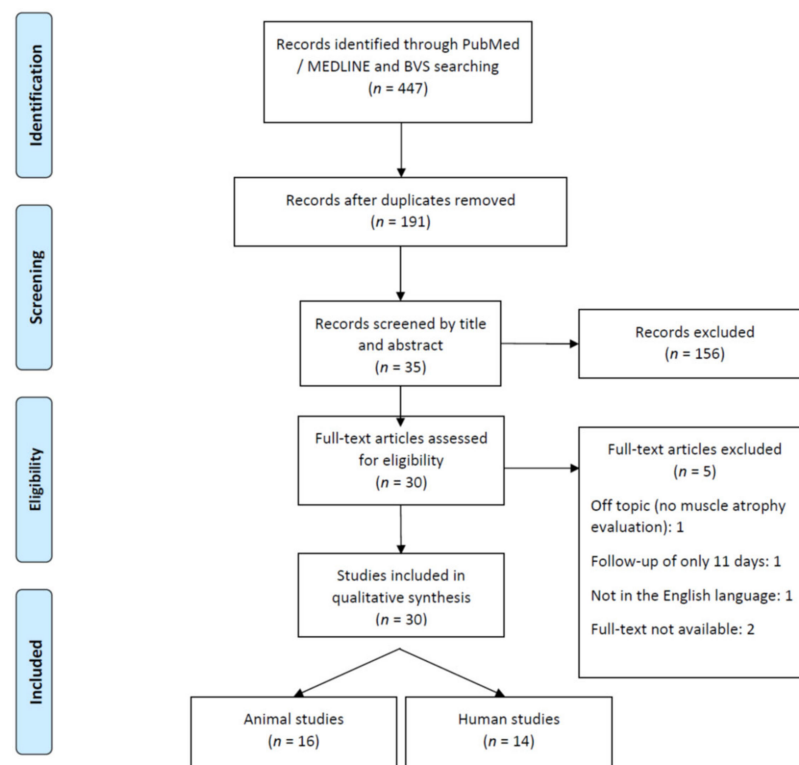 Identification
Records identified through PubMed
/ MEDLINE and BVS searching
(n = 447)
Records after duplicates removed
(n = 191)
Screening
Records screened by title
and abstract
(n = 35)
Records excluded
(n = 156)
Eligibility
Full-text articles assessed
for eligibility
(n = 30)
Full-text articles excluded
(n = 5)
Off topic (no muscle atrophy
evaluation): 1
Follow-up of only 11 days: 1
Not in the English language: 1
Full-text not available: 2
Studies included in
qualitative synthesis
(n = 30)
Included
Animal studies
(n = 16)
Human studies
(n = 14)